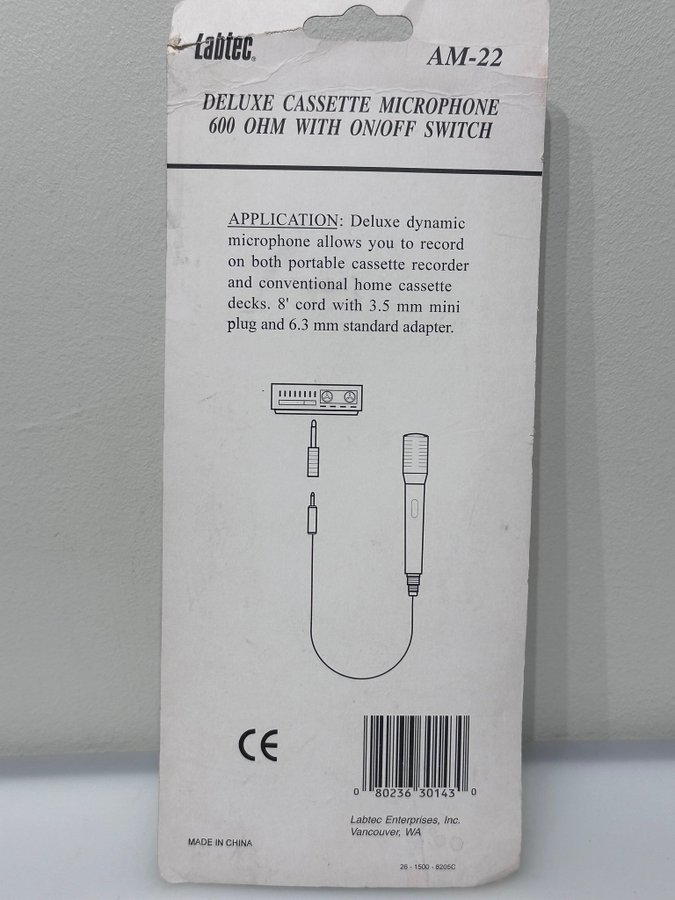 Labtec®
AM-22
DELUXE CASSETTE MICROPHONE
600 OHM WITH ON/OFF SWITCH
APPLICATION: Deluxe dynamic
microphone allows you to record
on both portable cassette recorder
and conventional home cassette
decks. 8' cord with 3.5 mm mini
plug and 6.3 mm standard adapter.
CE
0 80236 30143 0
Labtec Enterprises, Inc.
Vancouver, WA
MADE IN CHINA
26 - 1500 - 6205C